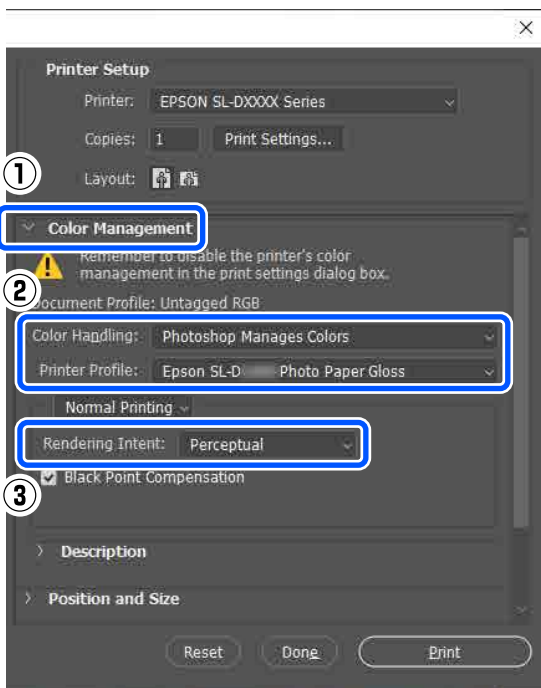 Printer Setup
Printer: EPSON SL-DXXXX Series
Copies: 1 Print Settings...
Layout:
①
Color Management
Remember to disable the printer's color
management in the print settings dialog box.
②
Document Profile: Untagged RGB
Color Handling: Photoshop Manages Colors
Printer Profile: Epson SL-D Photo Paper Gloss
Normal Printing
Rendering Intent: Perceptual
Black Point Compensation
③
Description
Position and Size
Reset Done Print